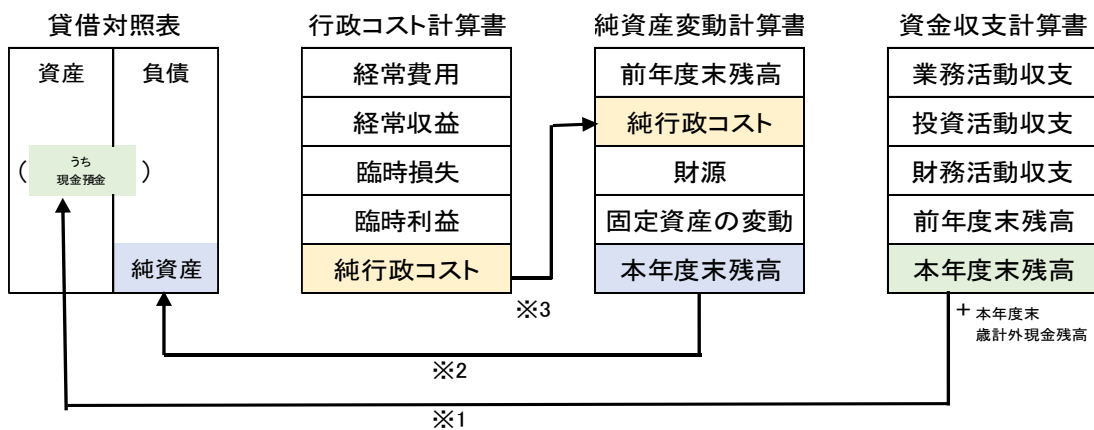 貸借対照表
資産
負債
(
うち
現金預金
)
純資産
行政コスト計算書
経常費用
経常収益
臨時損失
臨時利益
純行政コスト
純資産変動計算書
前年度末残高
純行政コスト
財源
固定資産の変動
本年度末残高
資金収支計算書
業務活動収支
投資活動収支
財務活動収支
前年度末残高
本年度末残高
+ 本年度末
歳計外現金残高
※3
※2
※1